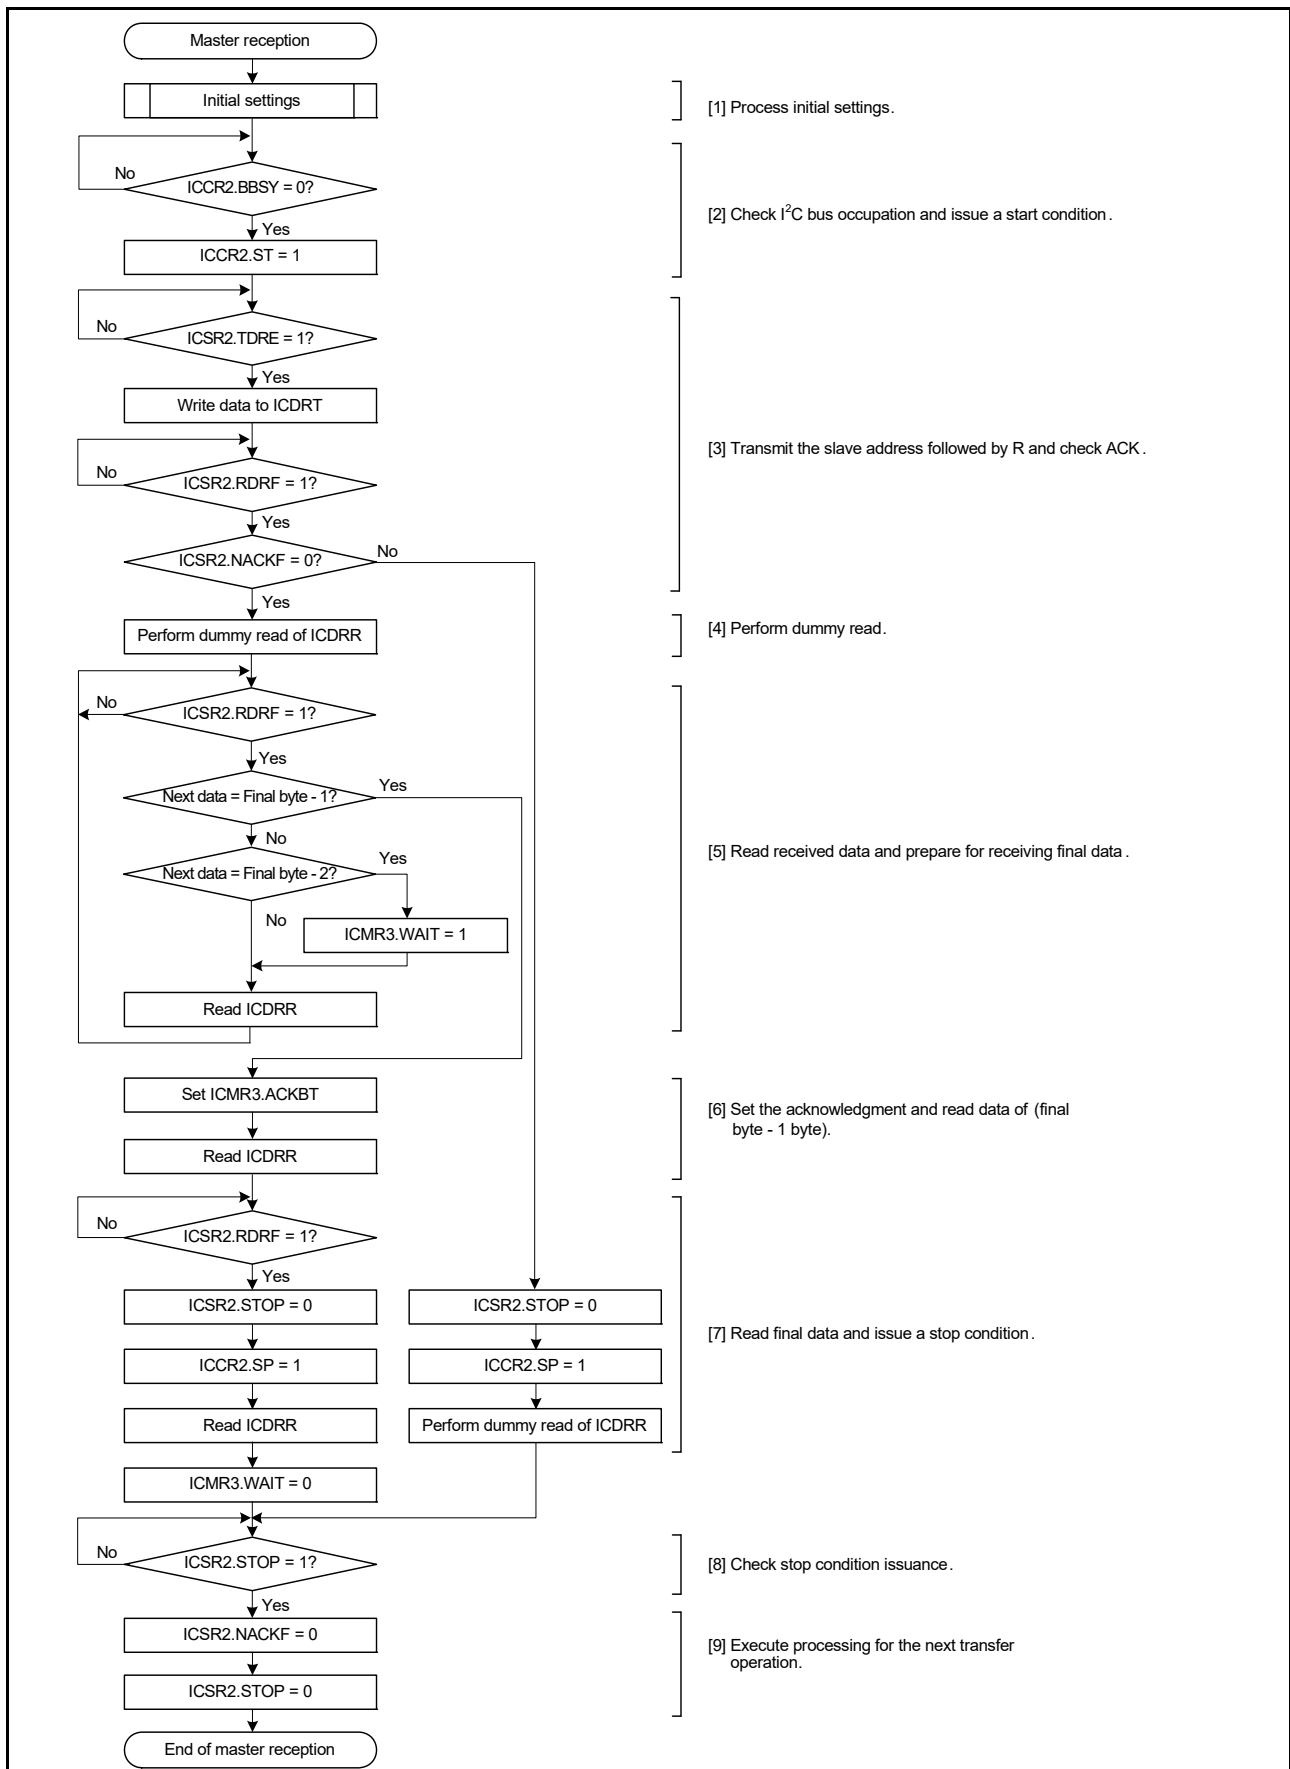 Master reception
Initial settings
[1] Process initial settings.
No
ICCR2.BBSY = 0?
[2] Check I²C bus occupation and issue a start condition.
Yes
ICCR2.ST = 1
No
ICSR2.TDRE = 1?
Yes
Write data to ICDRT
[3] Transmit the slave address followed by R and check ACK.
No
ICSR2.RDRF = 1?
Yes
ICSR2.NACKF = 0?
No
Yes
Perform dummy read of ICDRR
[4] Perform dummy read.
No
ICSR2.RDRF = 1?
Yes
Next data = Final byte - 1?
Yes
No
Next data = Final byte - 2?
Yes
[5] Read received data and prepare for receiving final data.
No
ICMR3.WAIT = 1
Read ICDRR
Set ICMR3.ACKBT
[6] Set the acknowledgment and read data of (final
byte - 1 byte).
Read ICDRR
No
ICSR2.RDRF = 1?
Yes
ICSR2.STOP = 0
ICSR2.STOP = 0
[7] Read final data and issue a stop condition.
ICCR2.SP = 1
ICCR2.SP = 1
Read ICDRR
Perform dummy read of ICDRR
ICMR3.WAIT = 0
No
ICSR2.STOP = 1?
[8] Check stop condition issuance.
Yes
ICSR2.NACKF = 0
[9] Execute processing for the next transfer
operation.
ICSR2.STOP = 0
End of master reception